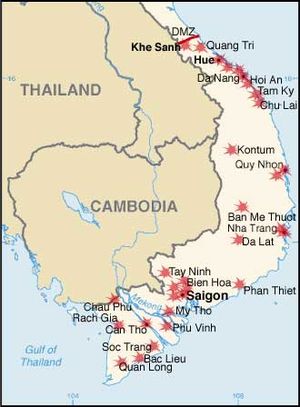 DMZ
Khe Sanh
Quang Tri
Hue
Da Nang
Hoi An
Tam Ky
Chu Lai
16
16
THAILAND
Kontum
Quy Nhon
CAMBODIA
Ban Me Thuot
Nha Trang
Da Lat
Tay Ninh
Bien Hoa
Saigon
Phan Thiet
Chau Phu
Mekong
My Tho
Rach Gia
Can Tho
Phu Vinh
Gulf of
Thailand
Soc Trang
Bac Lieu
Quan Long
104
108